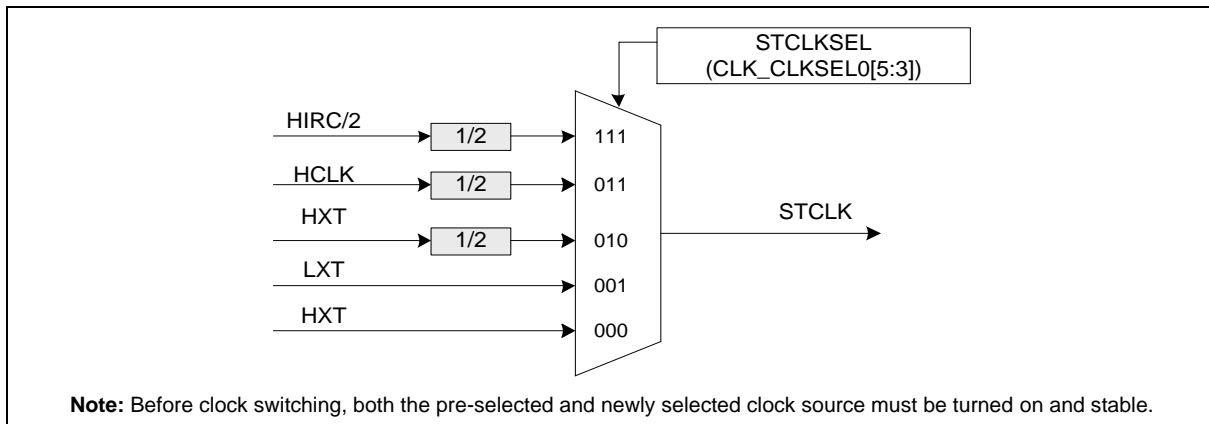 STCLKSEL
(CLK_CLKSEL0[5:3])
HIRC/2
1/2
111
HCLK
1/2
011
HXT
1/2
010
STCLK
LXT
001
HXT
000
Note: Before clock switching, both the pre-selected and newly selected clock source must be turned on and stable.